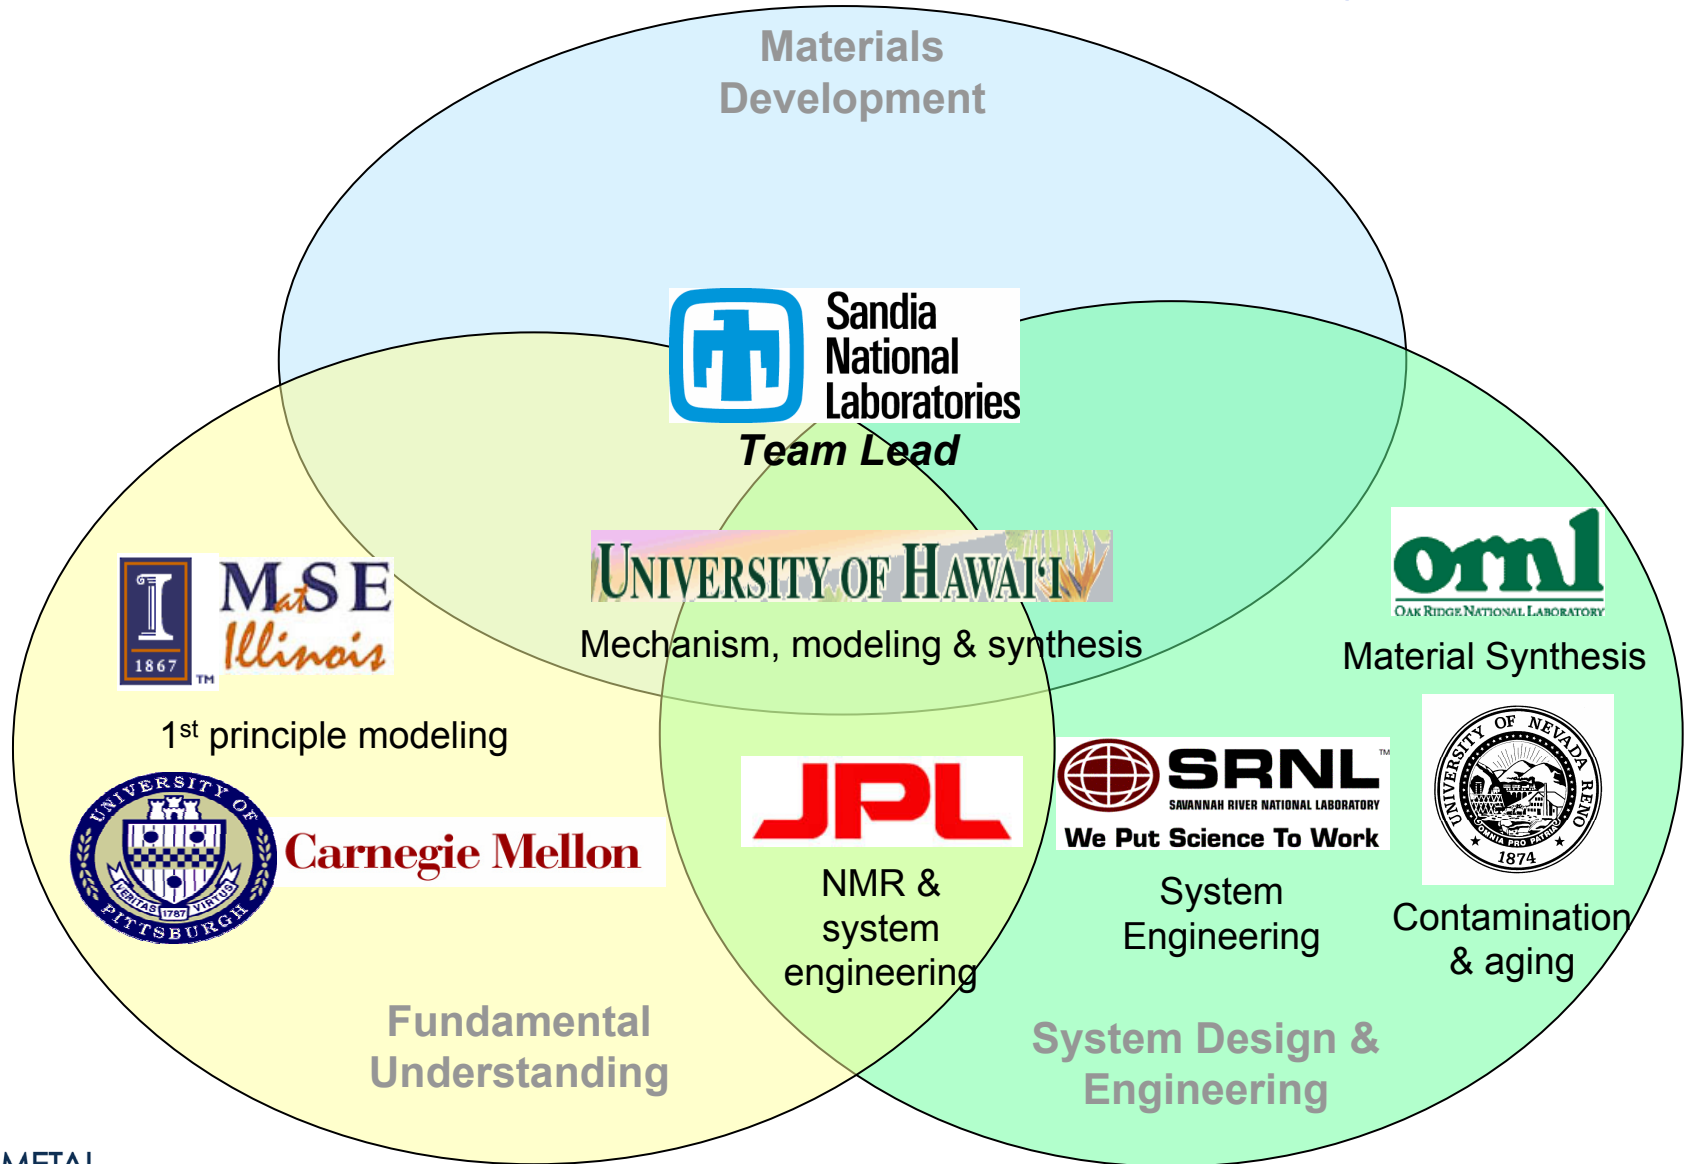 Materials
Development
Sandia
National
Laboratories
Team Lead
UNIVERSITY OF HAWAI‘I
Mechanism, modeling & synthesis
ornl
OAK RIDGE NATIONAL LABORATORY
Material Synthesis
I
1867
TM
MatSE
Illinois
1st principle modeling
UNIVERSITY OF
PITTSBURGH
VERITAS 1787 VIRTUS
Carnegie Mellon
JPL
NMR &
system
engineering
SRNL TM
SAVANNAH RIVER NATIONAL LABORATORY
We Put Science To Work
System
Engineering
UNIVERSITY OF NEVADA RENO
OMNIA PRO PATRIA
1874
Contamination
& aging
Fundamental
Understanding
System Design &
Engineering
METAL